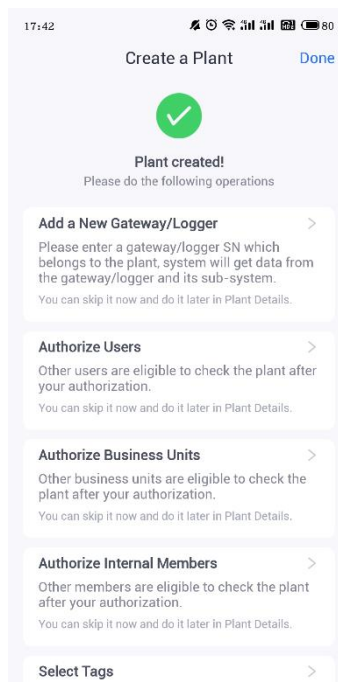 17:42
80
Create a Plant
Done
Plant created!
Please do the following operations
Add a New Gateway/Logger
Please enter a gateway/logger SN which
belongs to the plant, system will get data from
the gateway/logger and its sub-system.
You can skip it now and do it later in Plant Details.
Authorize Users
Other users are eligible to check the plant after
your authorization.
You can skip it now and do it later in Plant Details.
Authorize Business Units
Other business units are eligible to check the
plant after your authorization.
You can skip it now and do it later in Plant Details.
Authorize Internal Members
Other members are eligible to check the plant
after your authorization.
You can skip it now and do it later in Plant Details.
Select Tags